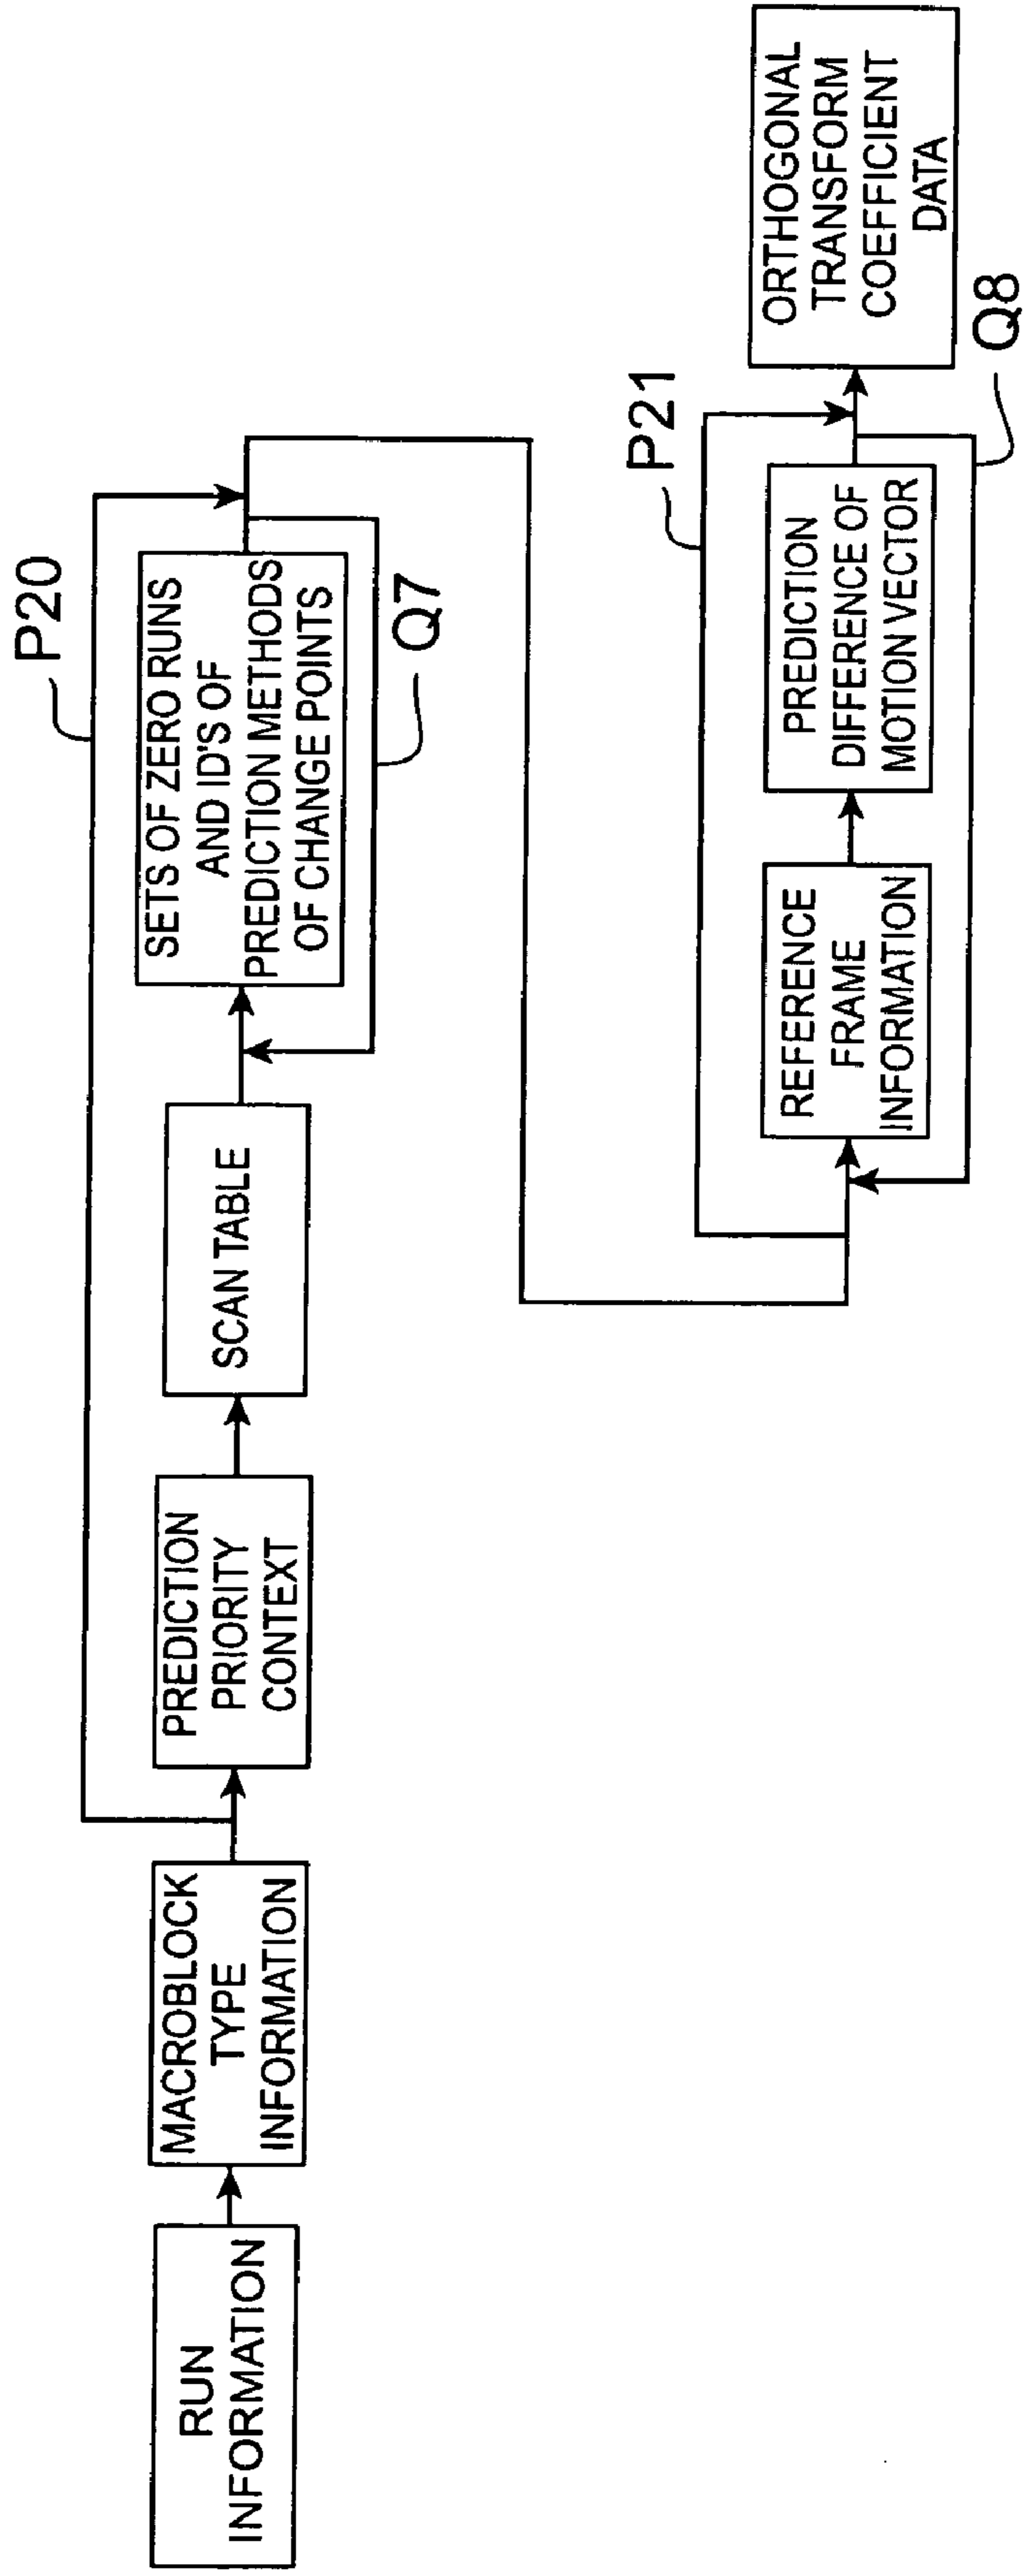 RUN
INFORMATION
MACROBLOCK
TYPE
INFORMATION
PREDICTION
PRIORITY
CONTEXT
SCAN TABLE
P20
SETS OF ZERO RUNS
AND ID'S OF
PREDICTION METHODS
OF CHANGE POINTS
Q7
REFERENCE
FRAME
INFORMATION
P21
PREDICTION
DIFFERENCE OF
MOTION VECTOR
Q8
ORTHOGONAL
TRANSFORM
COEFFICIENT
DATA